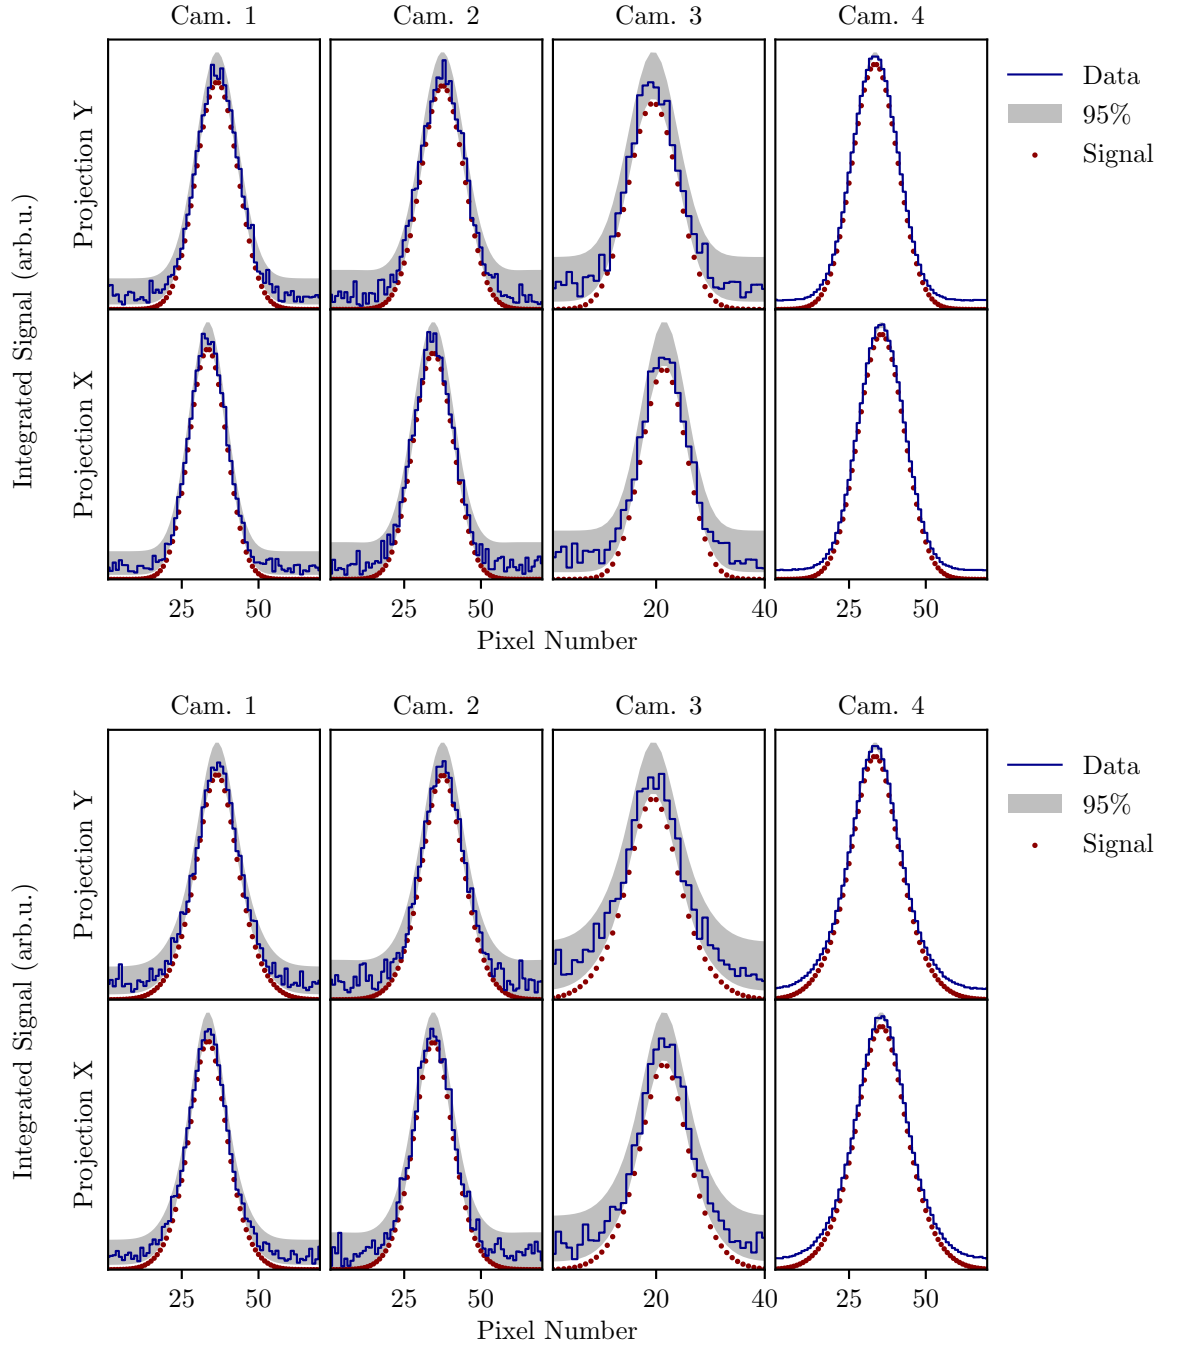 Cam. 1 Cam. 2 Cam. 3 Cam. 4
Data
95%
Signal
Projection Y
Integrated Signal (arb.u.)
Projection X
25 50 25 50 20 40 25 50
Pixel Number
Cam. 1 Cam. 2 Cam. 3 Cam. 4
Data
95%
Signal
Projection Y
Integrated Signal (arb.u.)
Projection X
25 50 25 50 20 40 25 50
Pixel Number